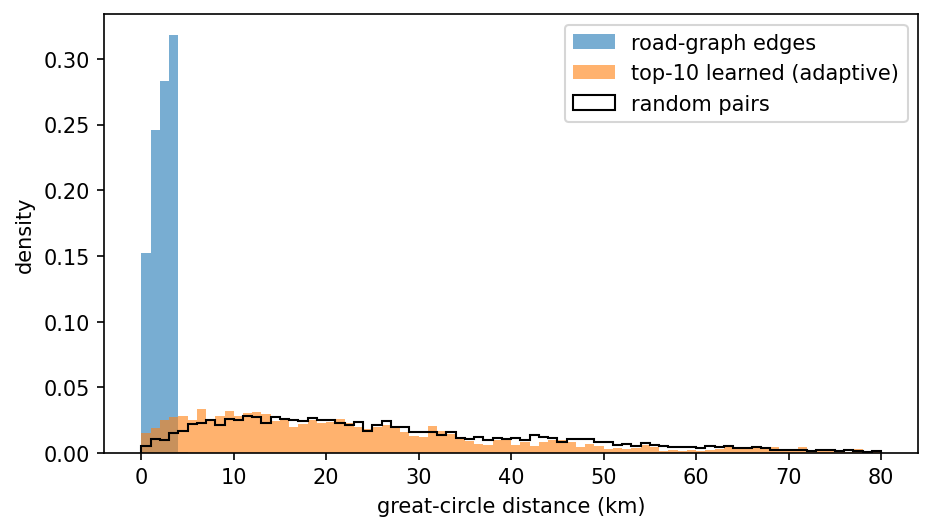 density
0.30
0.25
0.20
0.15
0.10
0.05
0.00
road-graph edges
top-10 learned (adaptive)
random pairs
0 10 20 30 40 50 60 70 80
great-circle distance (km)